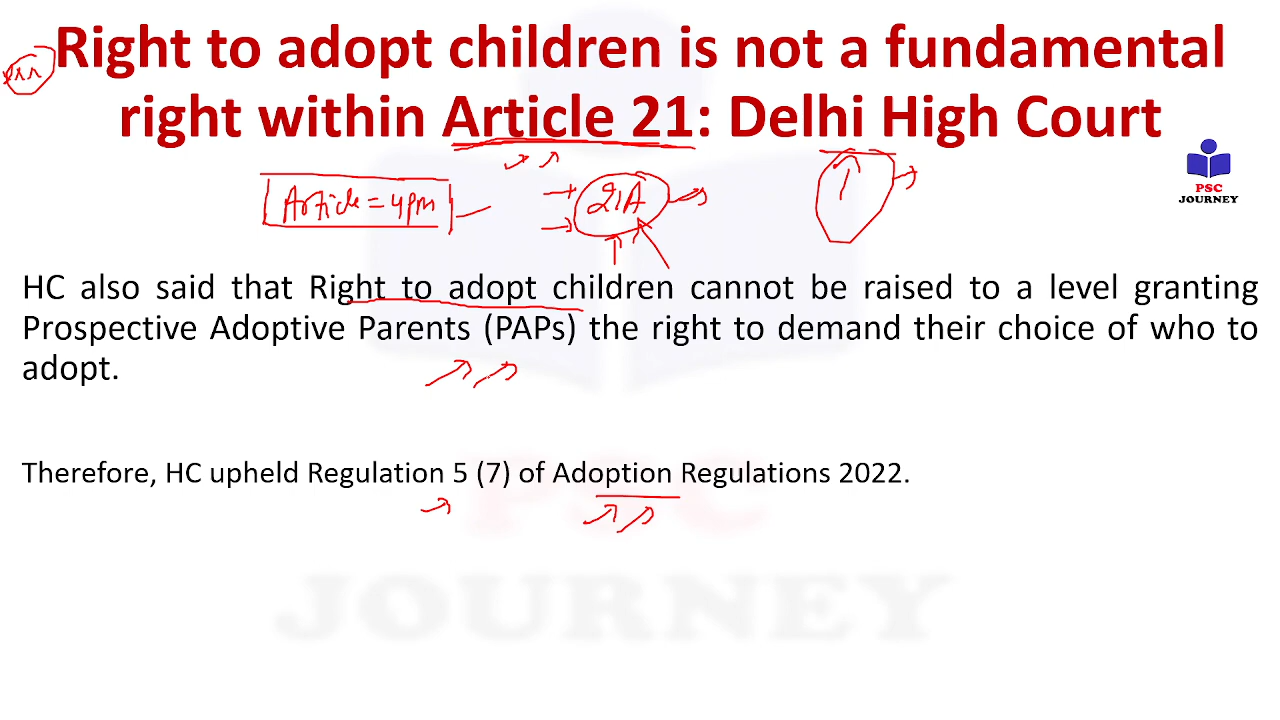 Right to adopt children is not a fundamental
right within Article 21: Delhi High Court
PSC
JOURNEY
Article = 4pm
21A
HC also said that Right to adopt children cannot be raised to a level granting
Prospective Adoptive Parents (PAPs) the right to demand their choice of who to
adopt.
Therefore, HC upheld Regulation 5 (7) of Adoption Regulations 2022.
PSC
JOURNEY